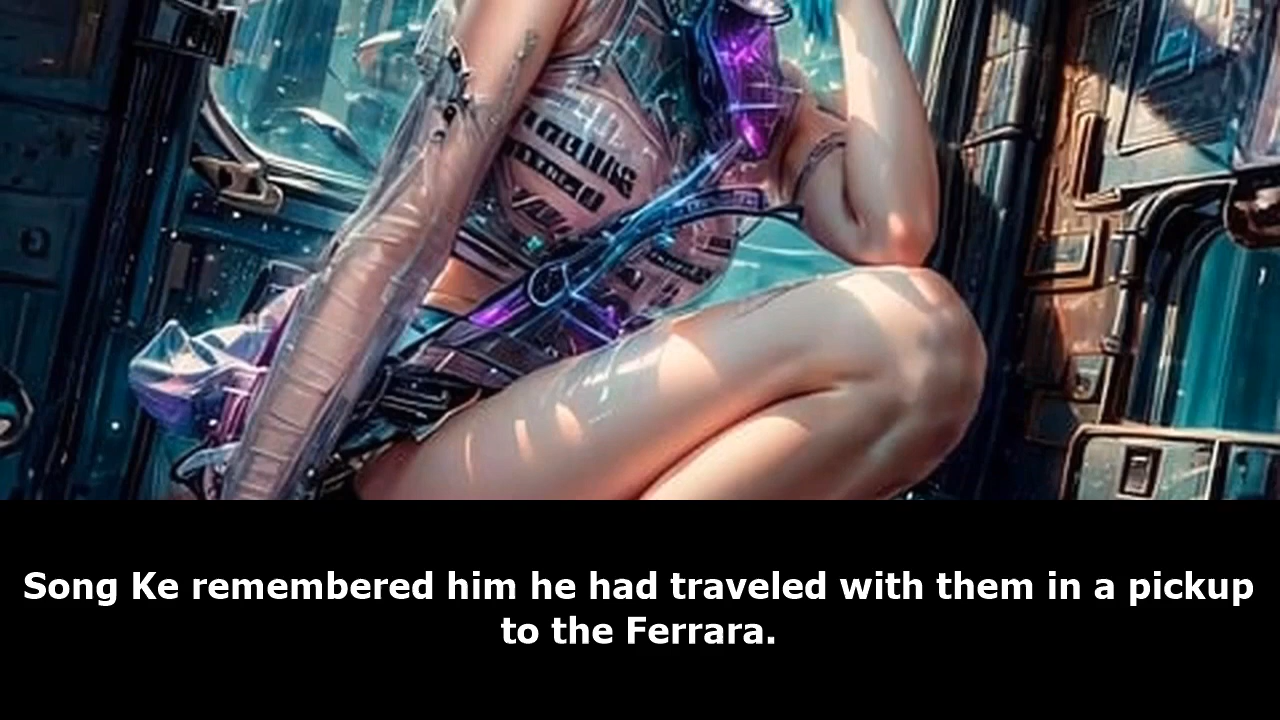 Song Ke remembered him he had traveled with them in a pickup
to the Ferrara.